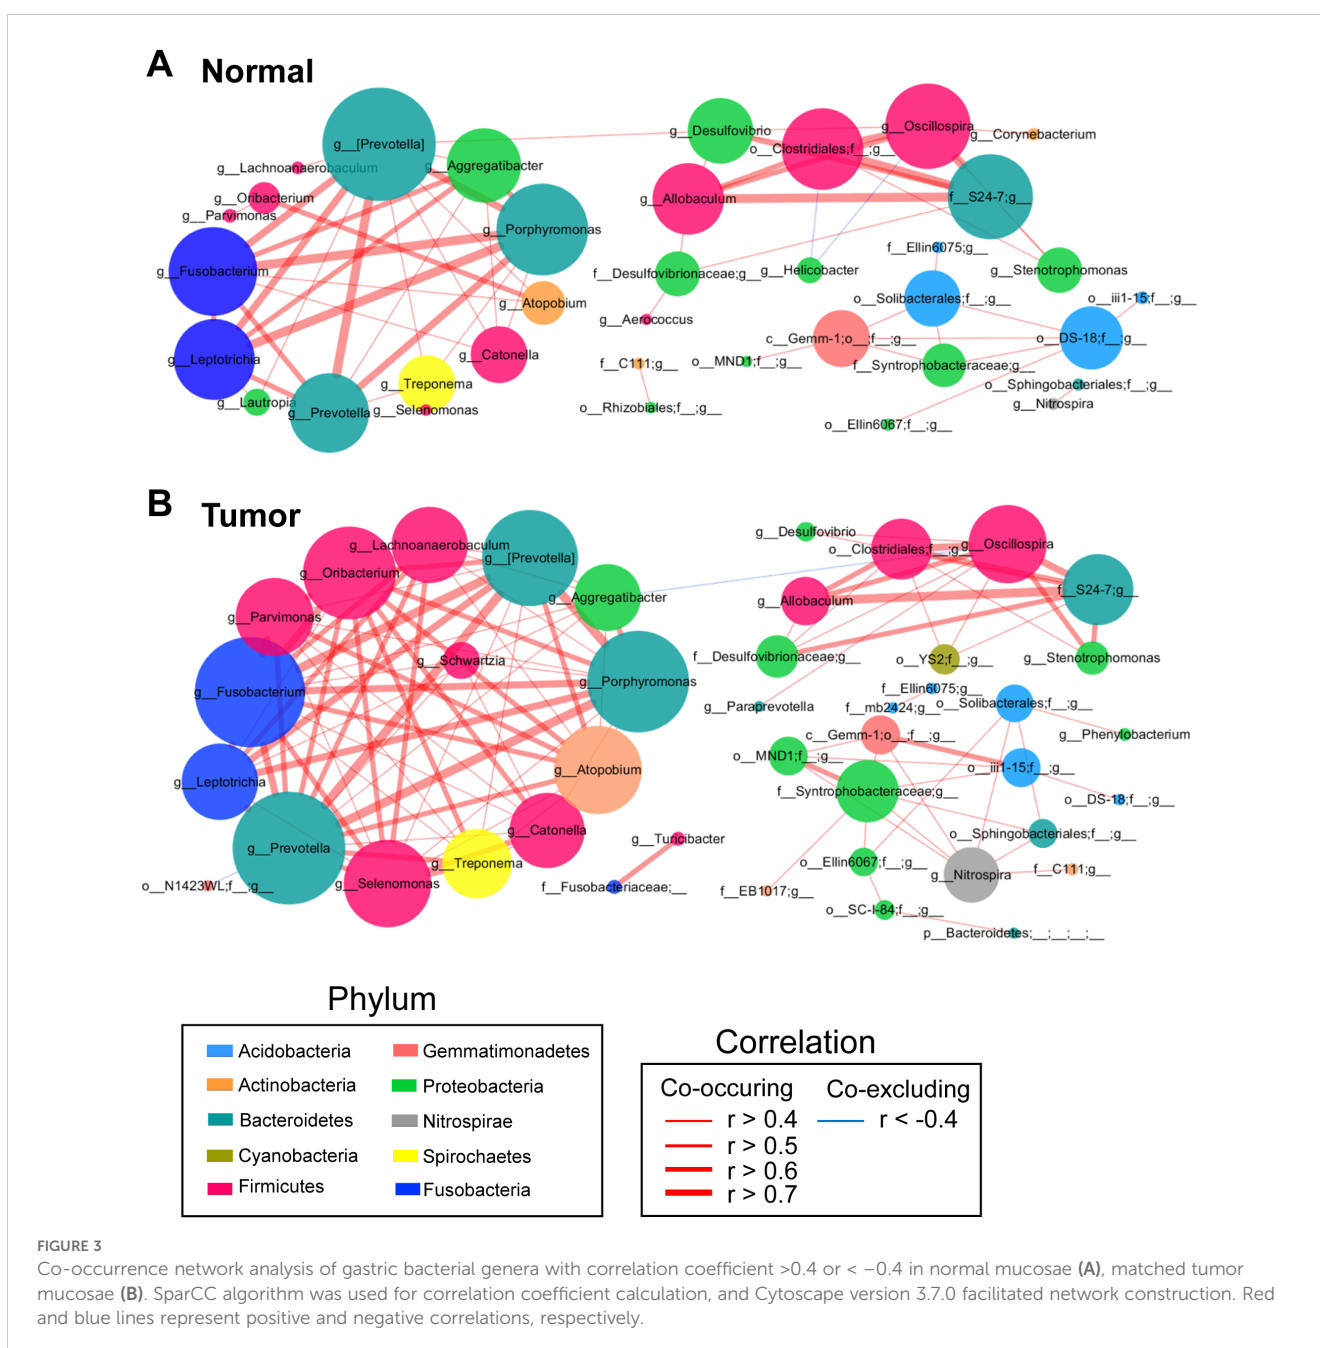 A Normal
g__[Prevotella]
g__Desulfovibrio
g__Oscillospira
g__Corynebacterium
o__Clostridiales;f__;g__
g__Lachnoanaerobaculum
g__Aggregatibacter
g__Oribacterium
g__Allobaculum
f__S24-7;g__
g__Parvimonas
g__Porphyromonas
f__Ellin6075;g__
g__Fusobacterium
f__Desulfovibrionaceae;g__
g__Helicobacter
g__Stenotrophomonas
g__Atopobium
o__Solibacterales;f__;g__
o__iii1-15;f__;g__
g__Aerococcus
c__Gemm-1;o__;f__;g__
o__DS-18;f__;g__
g__Leptotrichia
g__Catonella
f__C111;g__
o__MND1;f__;g__
f__Syntrophobacteraceae;g__
g__Treponema
o__Sphingobacteriales;f__;g__
g__Lautropia
g__Prevotella
g__Selenomonas
o__Rhizobiales;f__;g__
g__Nitrospira
o__Ellin6067;f__;g__
B Tumor
g__Desulfovibrio
g__Lachnoanaerobaculum
g__[Prevotella]
o__Clostridiales;f__;g__
g__Oscillospira
g__Oribacterium
g__Aggregatibacter
g__Allobaculum
f__S24-7;g__
g__Parvimonas
g__Schwartzia
f__Desulfovibrionaceae;g__
o__YS2;f__;g__
g__Stenotrophomonas
g__Fusobacterium
g__Porphyromonas
f__Ellin6075;g__
g__Paraprevotella
f__mb2424;g__
o__Solibacterales;f__;g__
c__Gemm-1;o__;f__;g__
g__Phenylobacterium
o__MND1;f__;g__
g__Leptotrichia
g__Atopobium
o__iii1-15;f__;g__
f__Syntrophobacteraceae;g__
o__DS-18;f__;g__
g__Catonella
g__Turicibacter
o__Sphingobacteriales;f__;g__
g__Prevotella
g__Treponema
o__Ellin6067;f__;g__
f__C111;g__
o__N1423WL;f__;g__
g__Selenomonas
f__Fusobacteriaceae;__
f__EB1017;g__
g__Nitrospira
o__SC-I-84;f__;g__
p__Bacteroidetes;__;__;__;__
Phylum
Acidobacteria
Gemmatimonadetes
Actinobacteria
Proteobacteria
Bacteroidetes
Nitrospirae
Cyanobacteria
Spirochaetes
Firmicutes
Fusobacteria
Correlation
Co-occuring
Co-excluding
r > 0.4
r < -0.4
r > 0.5
r > 0.6
r > 0.7
FIGURE 3
Co-occurrence network analysis of gastric bacterial genera with correlation coefficient >0.4 or < −0.4 in normal mucosae (A), matched tumor
mucosae (B). SparCC algorithm was used for correlation coefficient calculation, and Cytoscape version 3.7.0 facilitated network construction. Red
and blue lines represent positive and negative correlations, respectively.